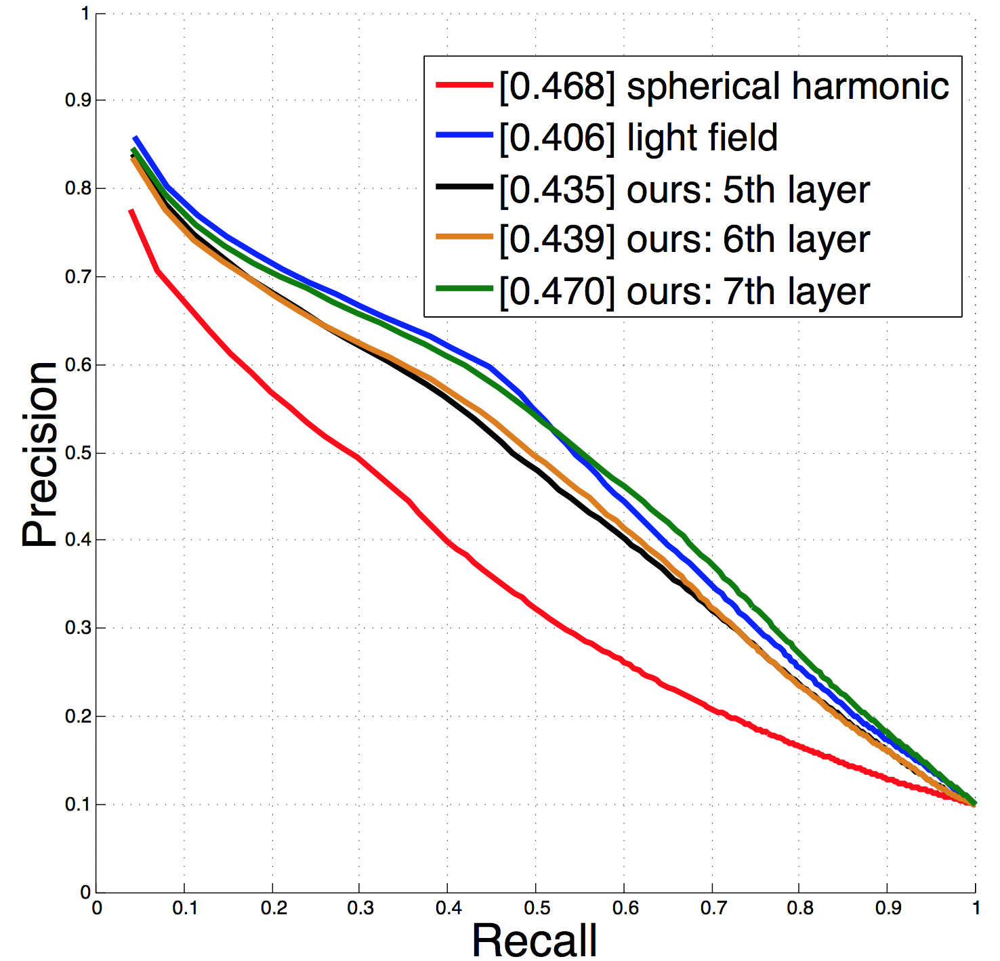 1
0.9
0.8
0.7
0.6
0.5
0.4
0.3
0.2
0.1
0
Precision
[0.468] spherical harmonic
[0.406] light field
[0.435] ours: 5th layer
[0.439] ours: 6th layer
[0.470] ours: 7th layer
0 0.1 0.2 0.3 0.4 0.5 0.6 0.7 0.8 0.9 1
Recall